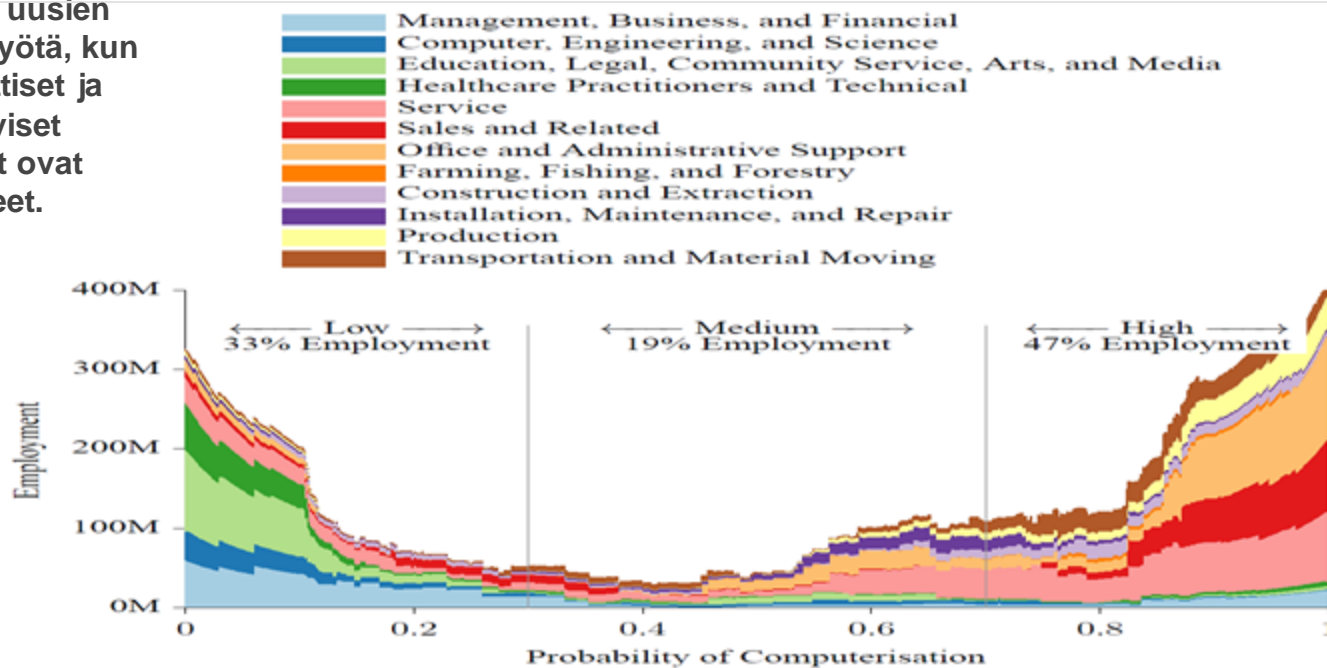 uusien
yötä, kun
tiset ja
viset
t ovat
eet.
Management, Business, and Financial
Computer, Engineering, and Science
Education, Legal, Community Service, Arts, and Media
Healthcare Practitioners and Technical
Service
Sales and Related
Office and Administrative Support
Farming, Fishing, and Forestry
Construction and Extraction
Installation, Maintenance, and Repair
Production
Transportation and Material Moving
400M
300M
200M
100M
0M
Employment
Low
33% Employment
Medium
19% Employment
High
47% Employment
0 0.2 0.4 0.6 0.8 1
Probability of Computerisation